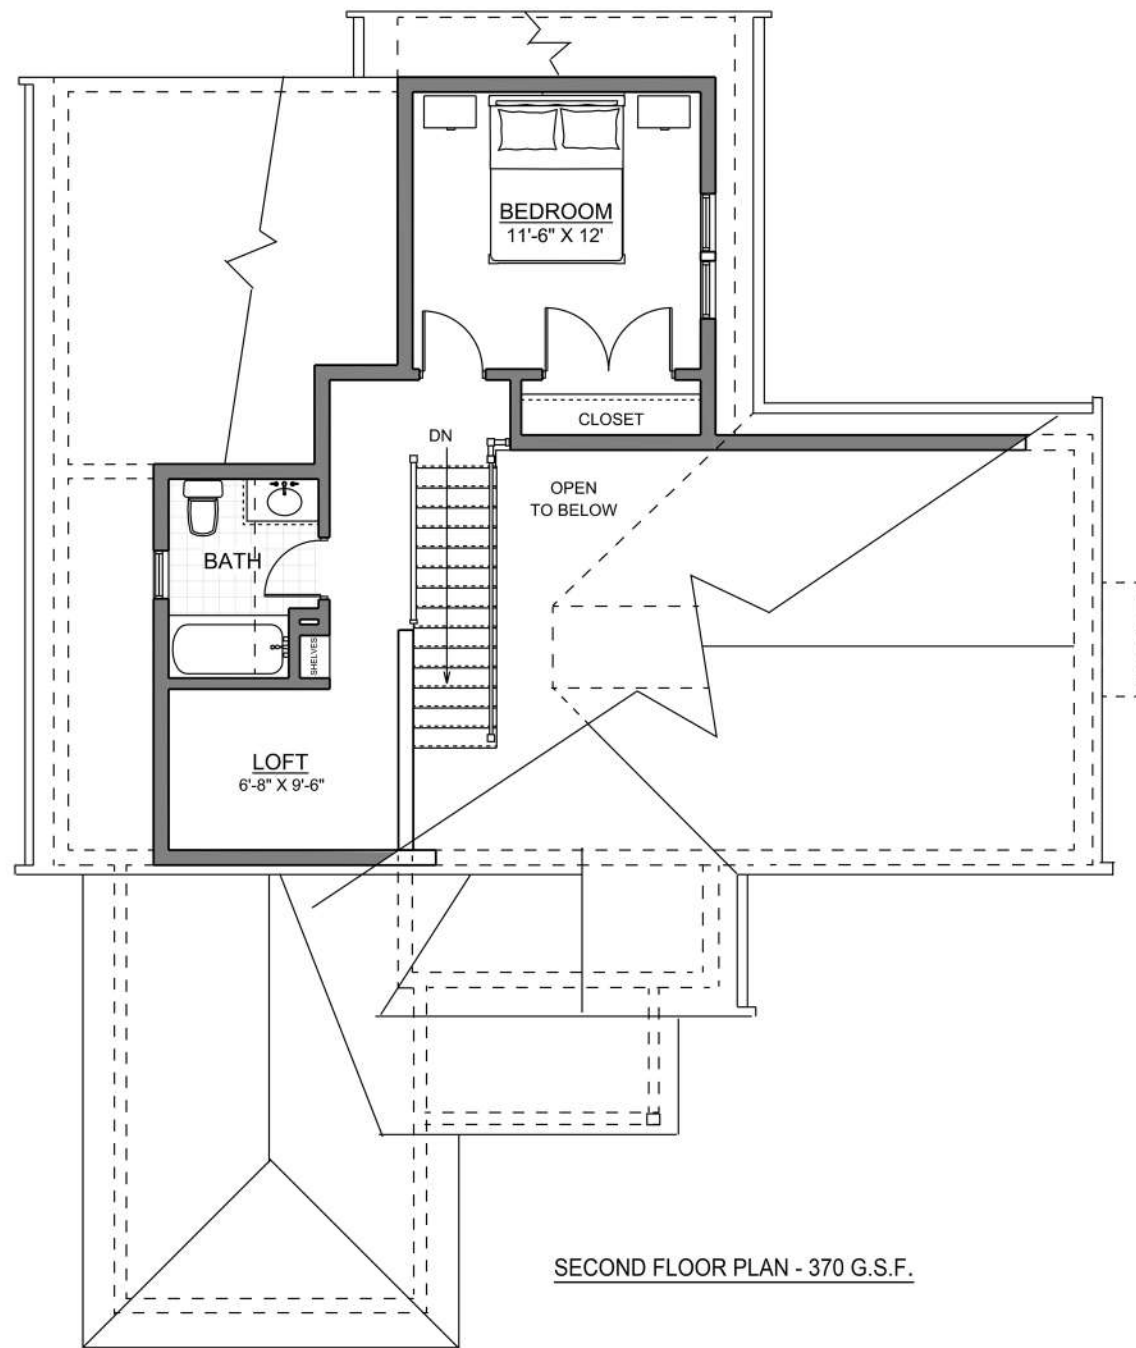 BEDROOM
11'-6" X 12'
CLOSET
DN
OPEN
TO BELOW
BATH
SHELVES
LOFT
6'-8" X 9'-6"
SECOND FLOOR PLAN - 370 G.S.F.